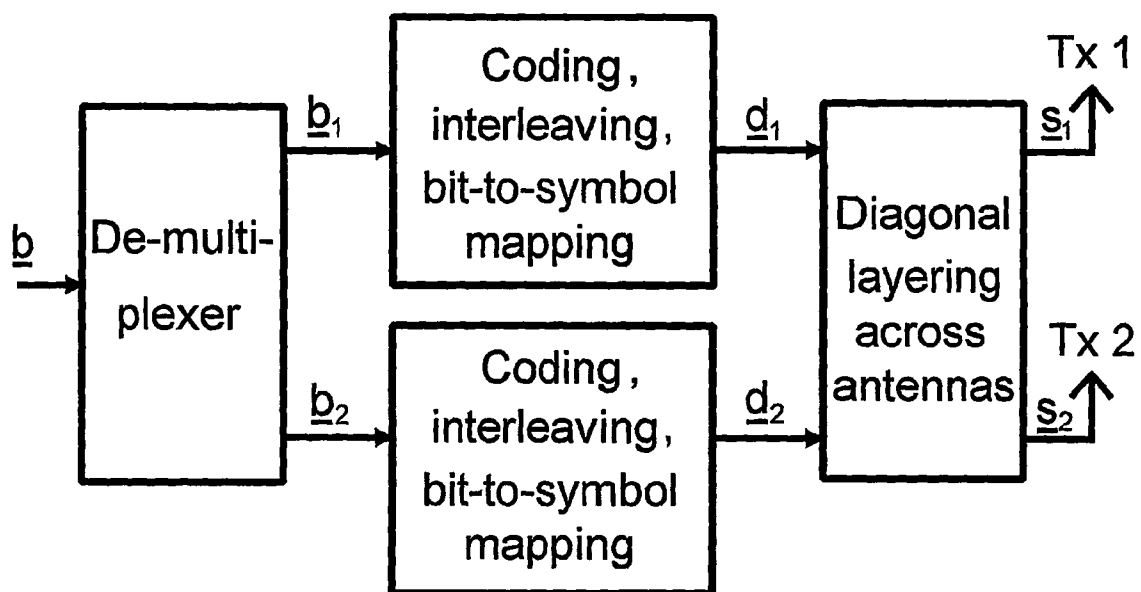 b
De-multi-
plexer
b₁
b₂
Coding,
interleaving,
bit-to-symbol
mapping
Coding,
interleaving,
bit-to-symbol
mapping
d₁
d₂
Diagonal
layering
across
antennas
s₁
Tx 1
s₂
Tx 2